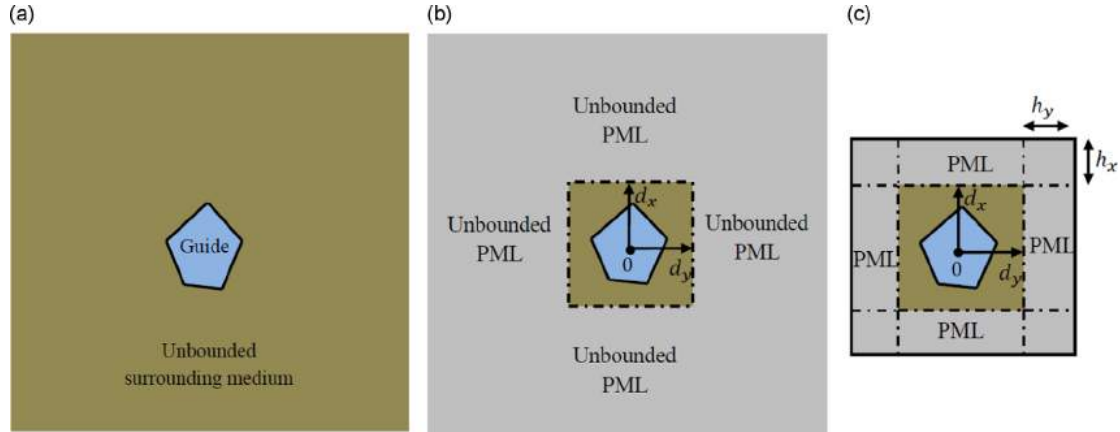 (a)
Guide
Unbounded
surrounding medium
(b)
Unbounded
PML
Unbounded
PML
d_x
0
d_y
Unbounded
PML
Unbounded
PML
(c)
h_y
h_x
PML
d_x
PML
0
d_y
PML
PML